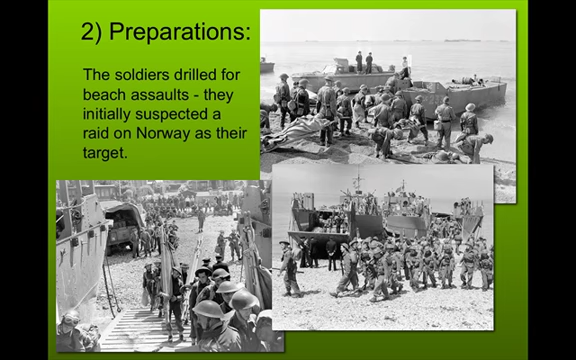 2) Preparations:
The soldiers drilled for
beach assaults - they
initially suspected a
raid on Norway as their
target.